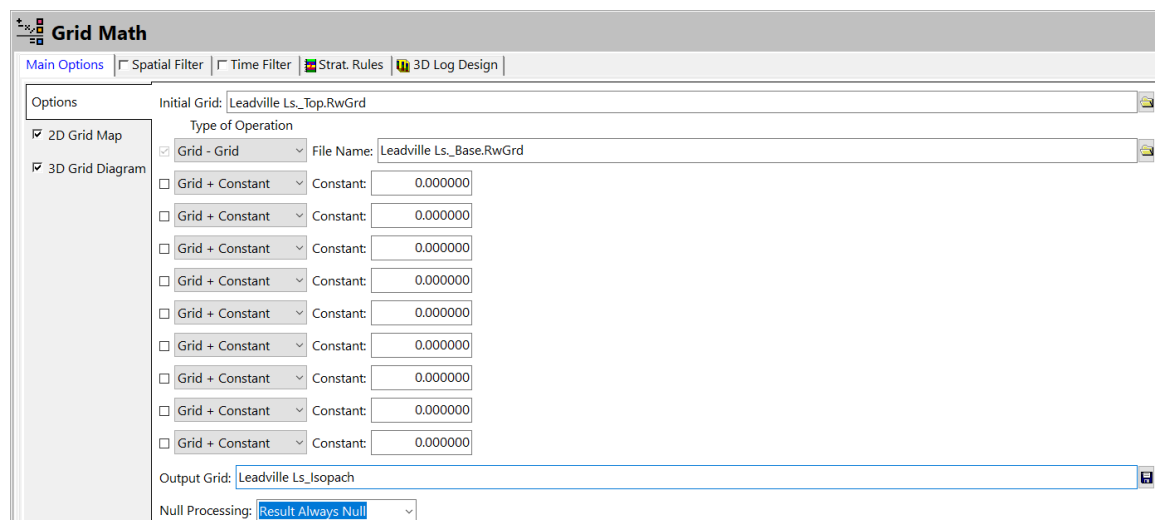 Grid Math
Main Options Spatial Filter Time Filter Strat. Rules 3D Log Design
Options
2D Grid Map
3D Grid Diagram
Initial Grid: Leadville Ls._Top.RwGrd
Type of Operation
Grid - Grid File Name: Leadville Ls._Base.RwGrd
Grid + Constant Constant: 0.000000
Grid + Constant Constant: 0.000000
Grid + Constant Constant: 0.000000
Grid + Constant Constant: 0.000000
Grid + Constant Constant: 0.000000
Grid + Constant Constant: 0.000000
Grid + Constant Constant: 0.000000
Grid + Constant Constant: 0.000000
Grid + Constant Constant: 0.000000
Output Grid: Leadville Ls_Isopach
Null Processing: Result Always Null